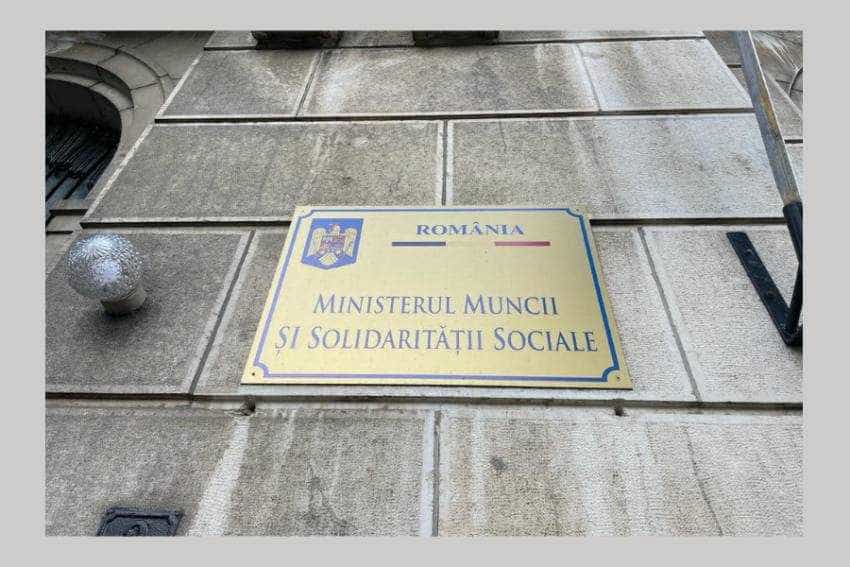 ROMÂNIA
MINISTERUL MUNCII
ȘI SOLIDARITĂȚII SOCIALE